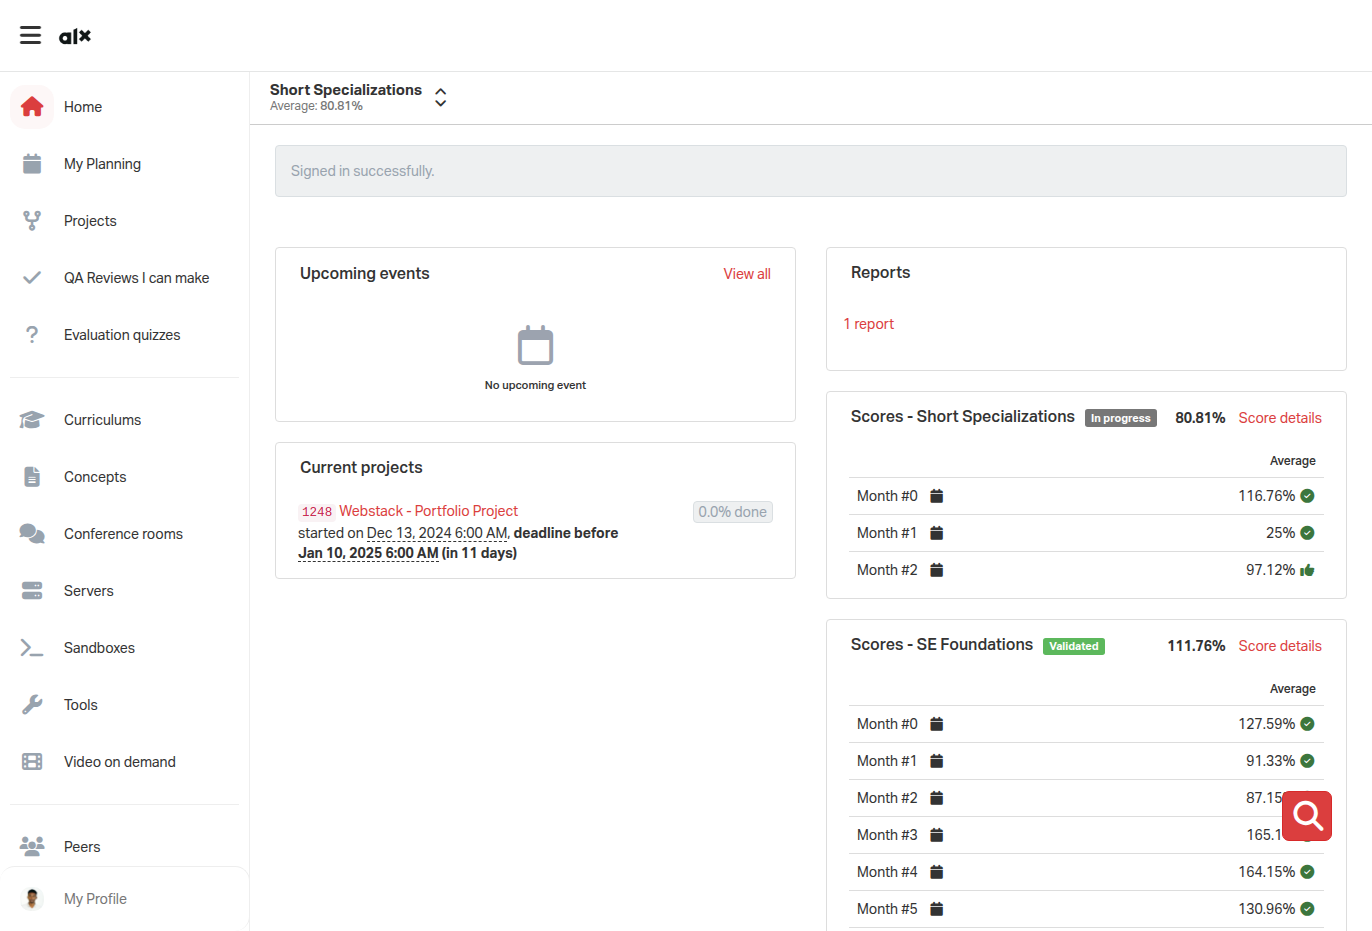 alx
Home
My Planning
Projects
QA Reviews I can make
Evaluation quizzes
Curriculums
Concepts
Conference rooms
Servers
Sandboxes
Tools
Video on demand
Peers
My Profile
Short Specializations
Average: 80.81%
Signed in successfully.
Upcoming events View all
No upcoming event
Current projects
1248 Webstack - Portfolio Project 0.0% done
started on Dec 13, 2024 6:00 AM, deadline before
Jan 10, 2025 6:00 AM (in 11 days)
Reports
1 report
Scores - Short Specializations In progress 80.81% Score details
Average
Month #0 116.76%
Month #1 25%
Month #2 97.12%
Scores - SE Foundations Validated 111.76% Score details
Average
Month #0 127.59%
Month #1 91.33%
Month #2 87.15
Month #3 165.1
Month #4 164.15%
Month #5 130.96%